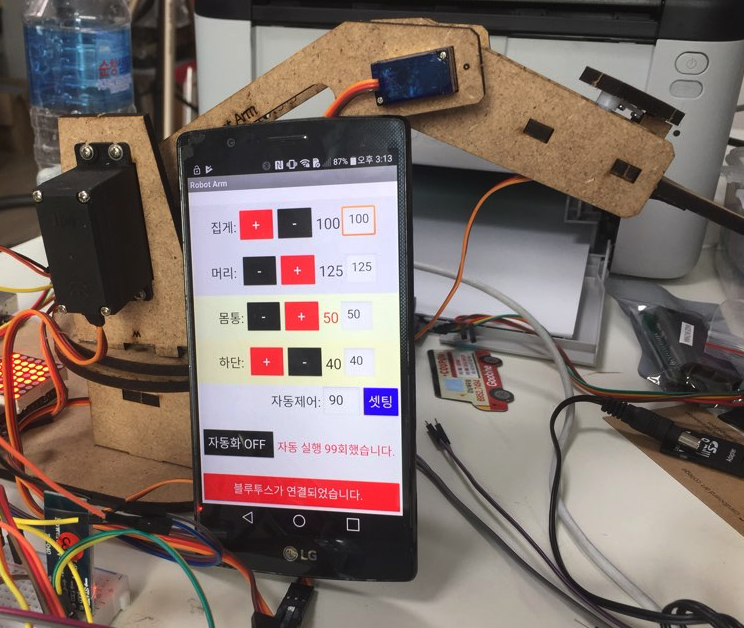 87% 오후 3:13
Robot Arm
집게: + - 100 100
머리: - + 125 125
몸통: - + 50 50
하단: + - 40 40
자동제어: 90 셋팅
자동화 OFF 자동 실행 99회했습니다.
블루투스가 연결되었습니다.
LG
Arm